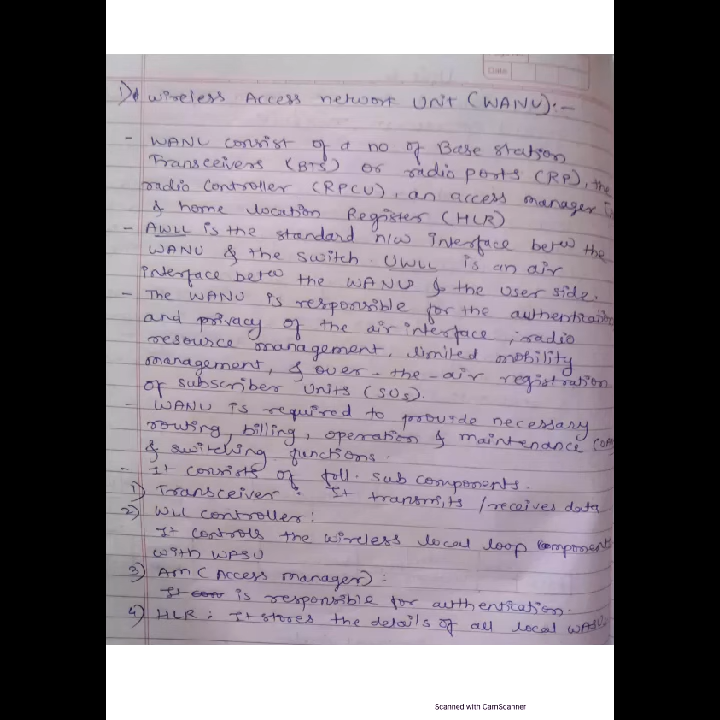 Date
1) Wireless Access network Unit (WANU):-
- WANU consist of a no of Base station
Transceivers (BTS) or radio ports (RP), the
radio controller (RPCU), an access manager
& home location Register (HLR)
- AWLL is the standard n/w interface betwn the
WANU & the switch. UWLL is an air
interface betwn the WANU & the user side.
- The WANU is responsible for the authentication
and privacy of the air interface, radio
resource management, limited mobility
management, & over-the-air registration
of subscriber Units (SUs).
- WANU is required to provide necessary
routing, billing, operation & maintenance
& switching functions.
- It consists of foll. sub components.
1) Transceiver: It transmits/receives data
2) WLL controller:
It controls the wireless local loop component
with WPSU
3) AM (Access manager):
It is responsible for authentication.
4) HLR: It stores the details of all local
Scanned with CamScanner